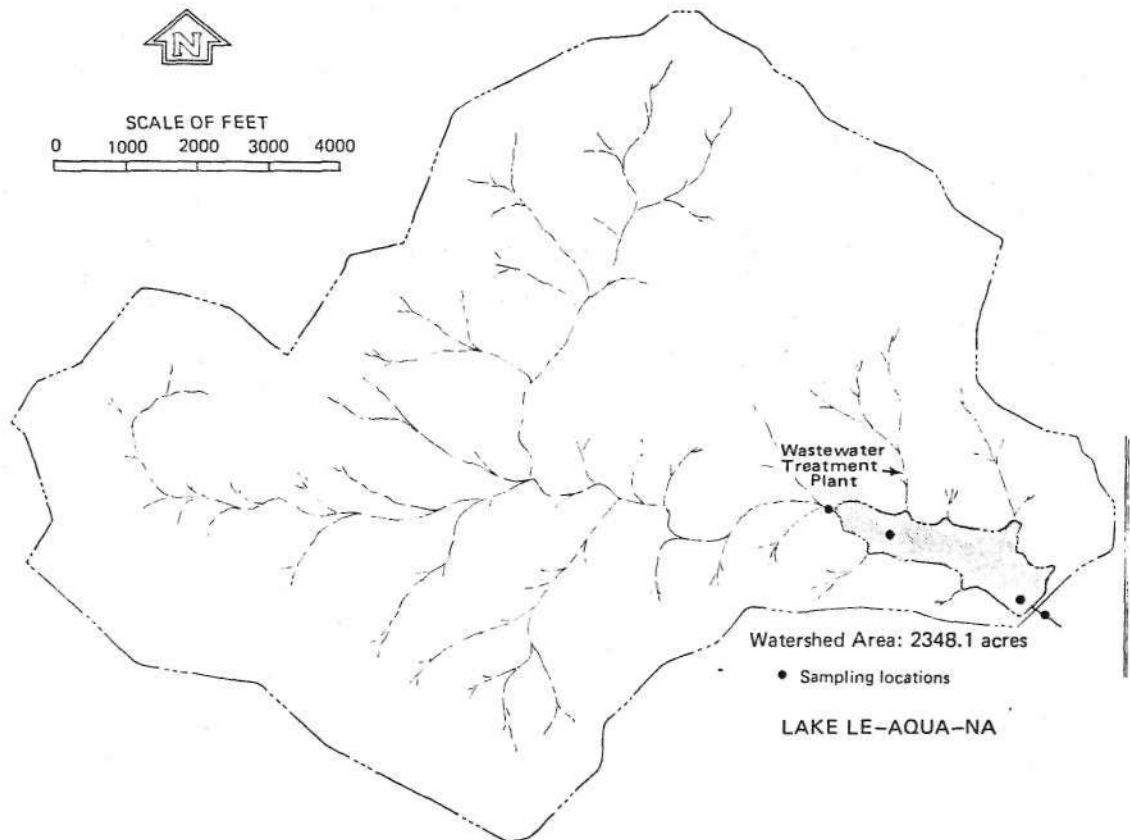 N
SCALE OF FEET
0 1000 2000 3000 4000
Wastewater
Treatment
Plant
Watershed Area: 2348.1 acres
Sampling locations
LAKE LE-AQUA-NA